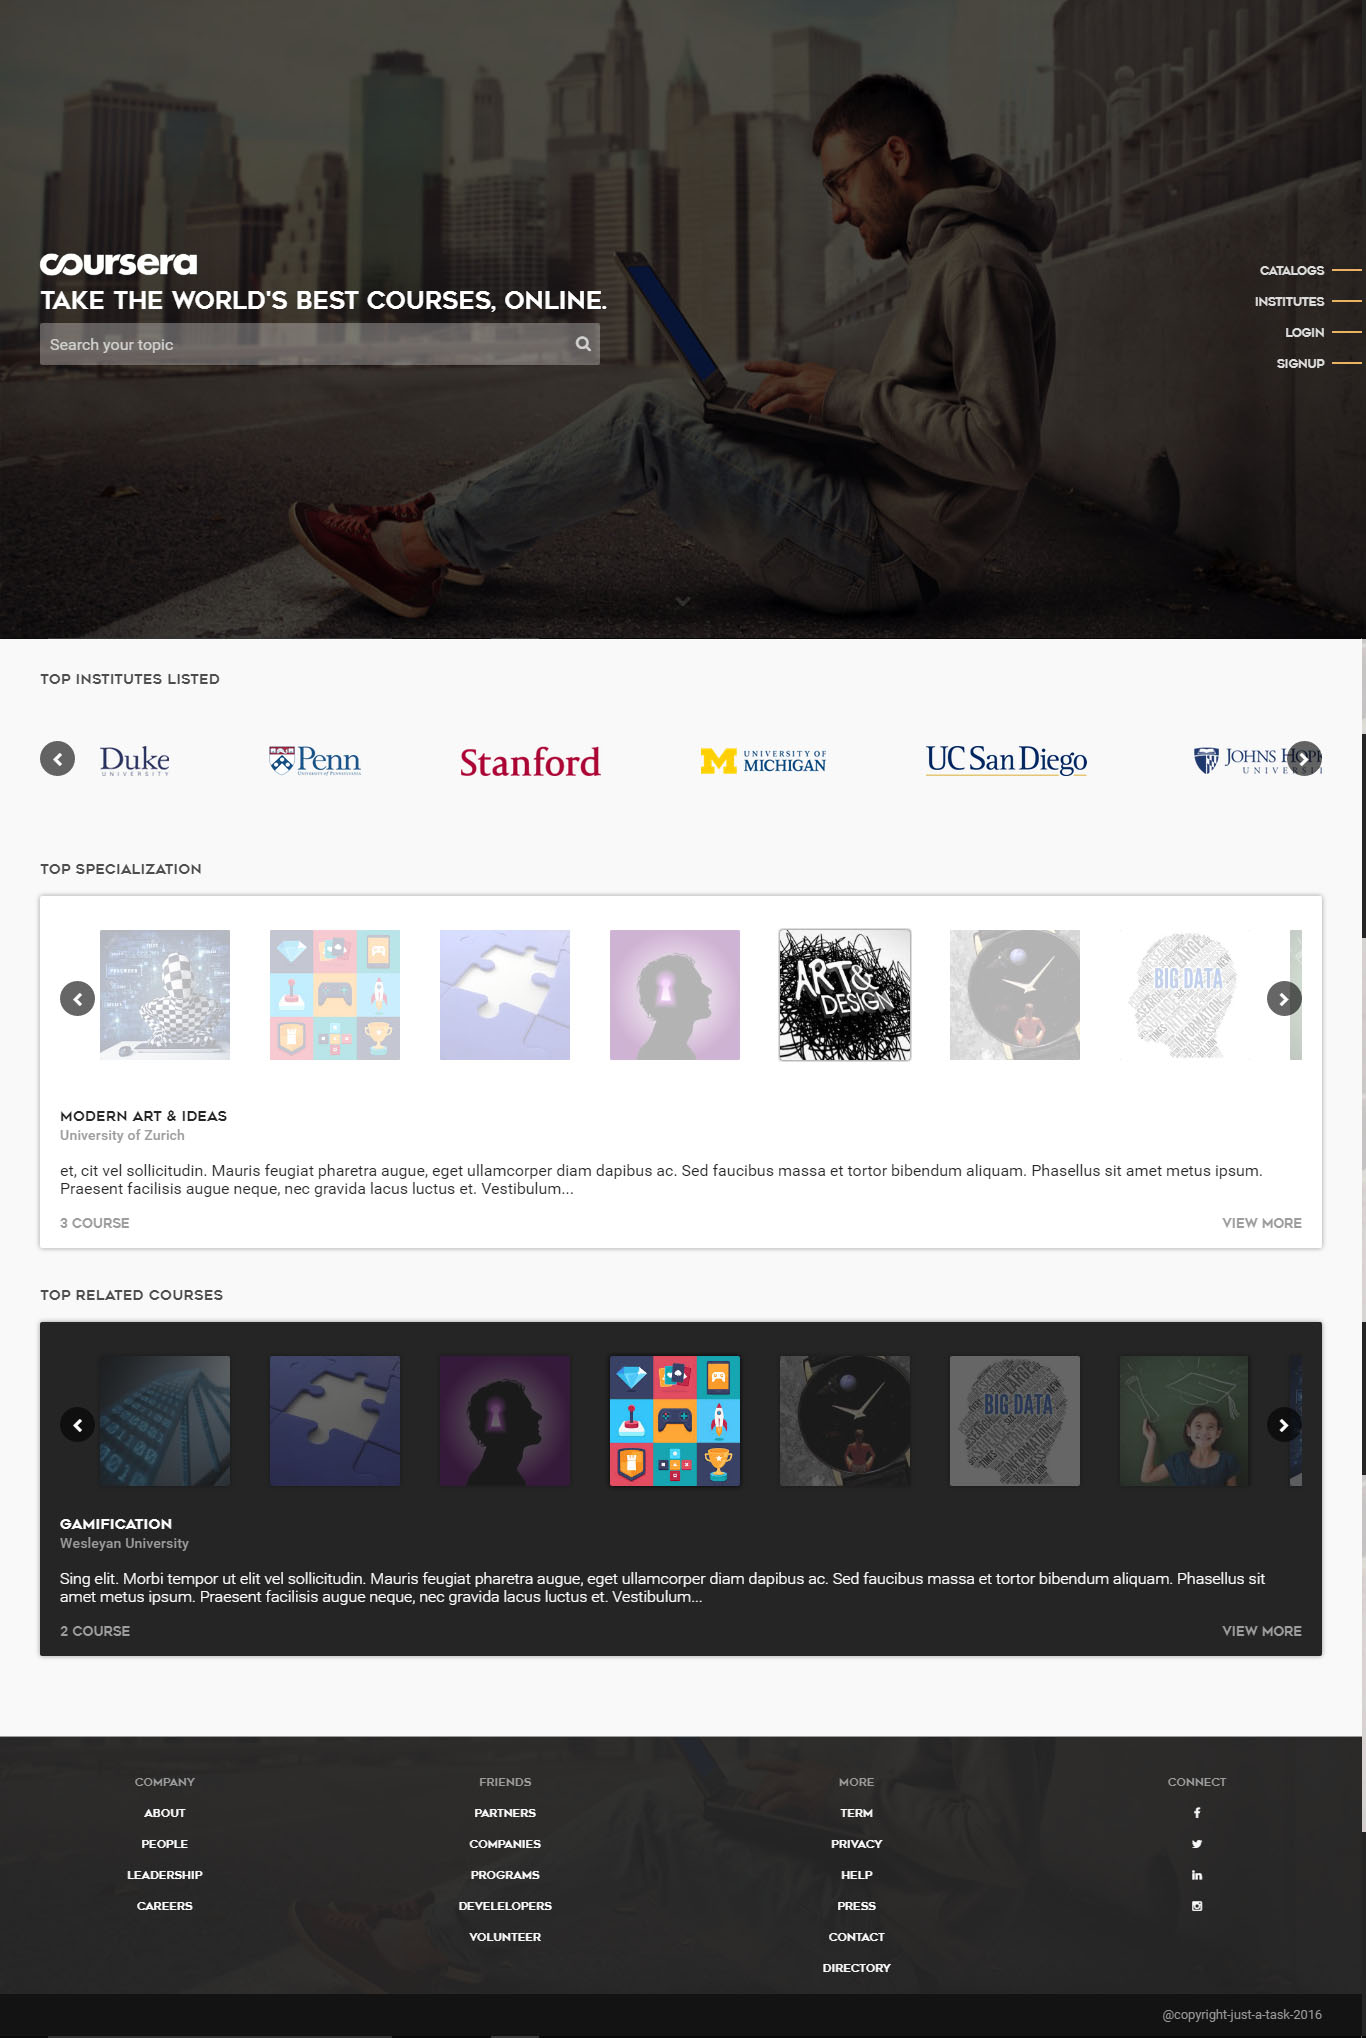 coursera
TAKE THE WORLD'S BEST COURSES, ONLINE.
Search your topic
CATALOGS
INSTITUTES
LOGIN
SIGNUP
TOP INSTITUTES LISTED
Duke
UNIVERSITY
Penn
UNIVERSITY OF PENNSYLVANIA
Stanford
UNIVERSITY OF
MICHIGAN
UC San Diego
JOHNS
TOP SPECIALIZATION
ART&
DESIGN
BIG DATA
MODERN ART & IDEAS
University of Zurich
et, cit vel sollicitudin. Mauris feugiat pharetra augue, eget ullamcorper diam dapibus ac. Sed faucibus massa et tortor bibendum aliquam. Phasellus sit amet metus ipsum.
Praesent facilisis augue neque, nec gravida lacus luctus et. Vestibulum...
3 COURSE
VIEW MORE
TOP RELATED COURSES
BIG DATA
INFORMATION
GAMIFICATION
Wesleyan University
Sing elit. Morbi tempor ut elit vel sollicitudin. Mauris feugiat pharetra augue, eget ullamcorper diam dapibus ac. Sed faucibus massa et tortor bibendum aliquam. Phasellus sit
amet metus ipsum. Praesent facilisis augue neque, nec gravida lacus luctus et. Vestibulum...
2 COURSE
VIEW MORE
COMPANY
ABOUT
PEOPLE
LEADERSHIP
CAREERS
FRIENDS
PARTNERS
COMPANIES
PROGRAMS
DEVELELOPERS
VOLUNTEER
MORE
TERM
PRIVACY
HELP
PRESS
CONTACT
DIRECTORY
CONNECT
@copyright-just-a-task-2016